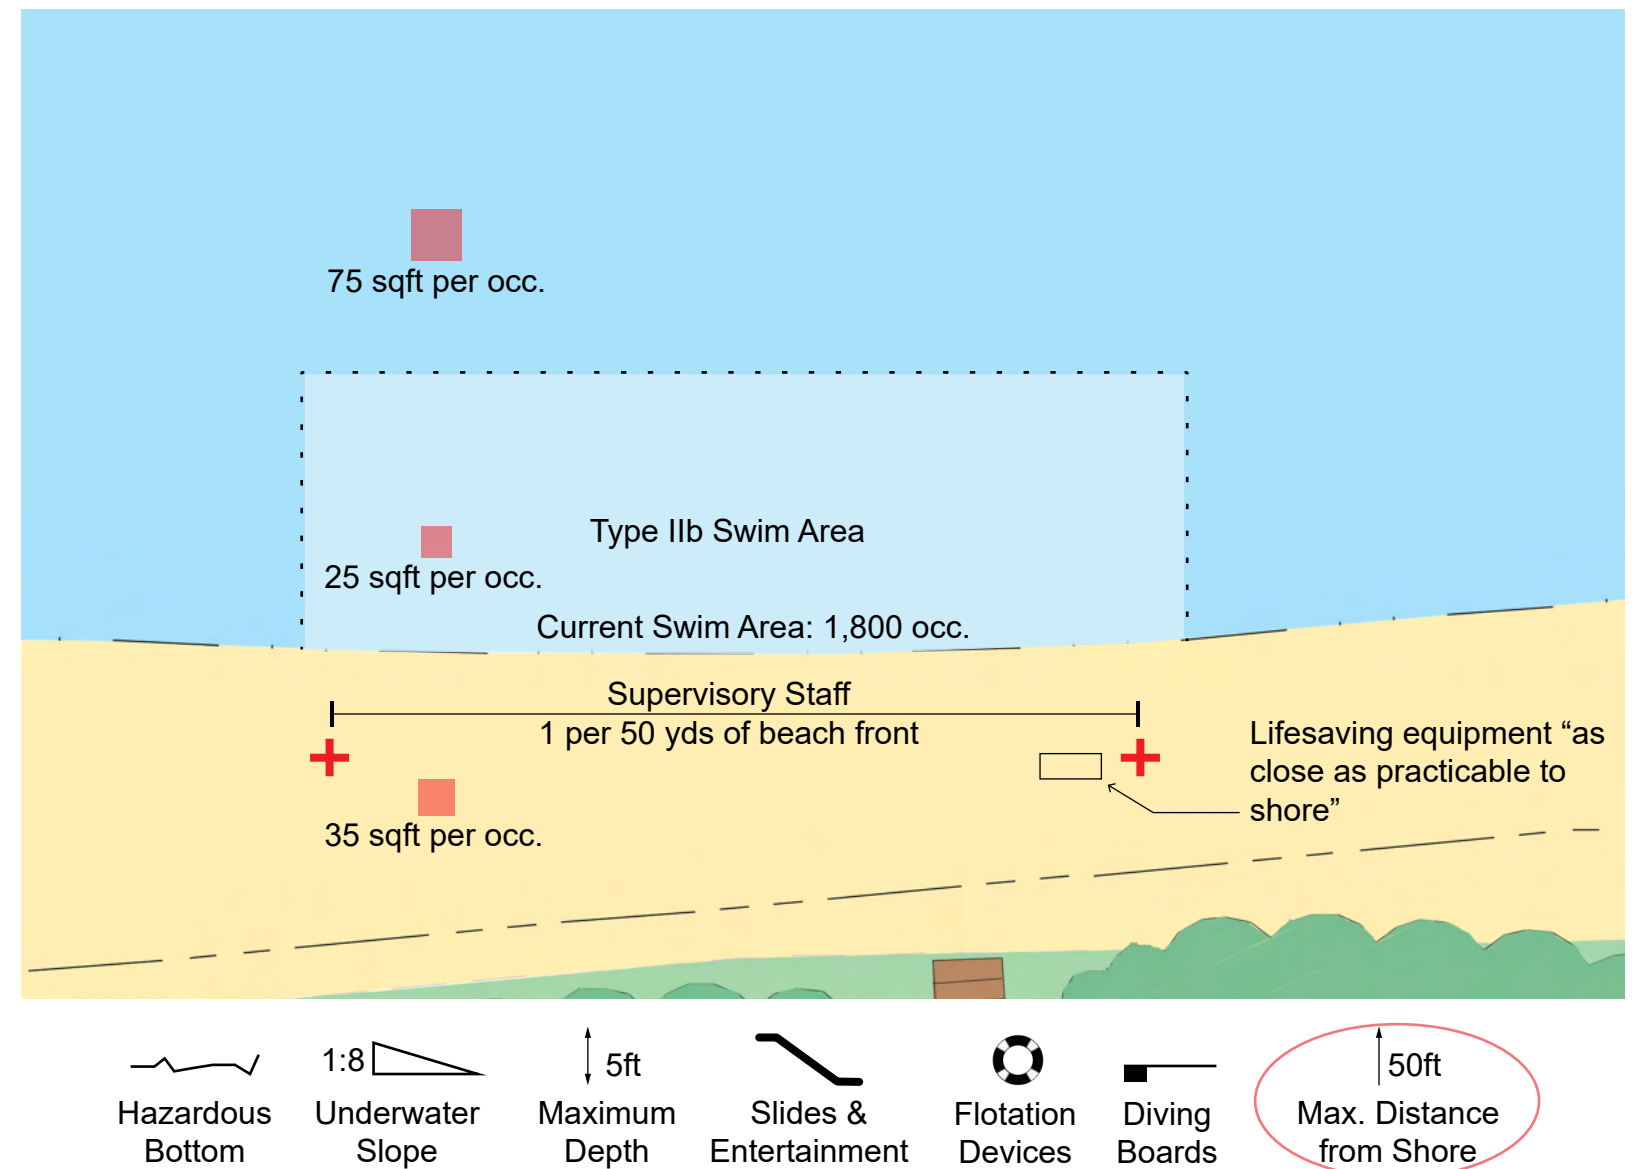 75 sqft per occ.
Type IIb Swim Area
25 sqft per occ.
Current Swim Area: 1,800 occ.
Supervisory Staff
1 per 50 yds of beach front
Lifesaving equipment “as
close as practicable to
shore”
35 sqft per occ.
Hazardous
Bottom
1:8
Underwater
Slope
5ft
Maximum
Depth
Slides &
Entertainment
Flotation
Devices
Diving
Boards
50ft
Max. Distance
from Shore